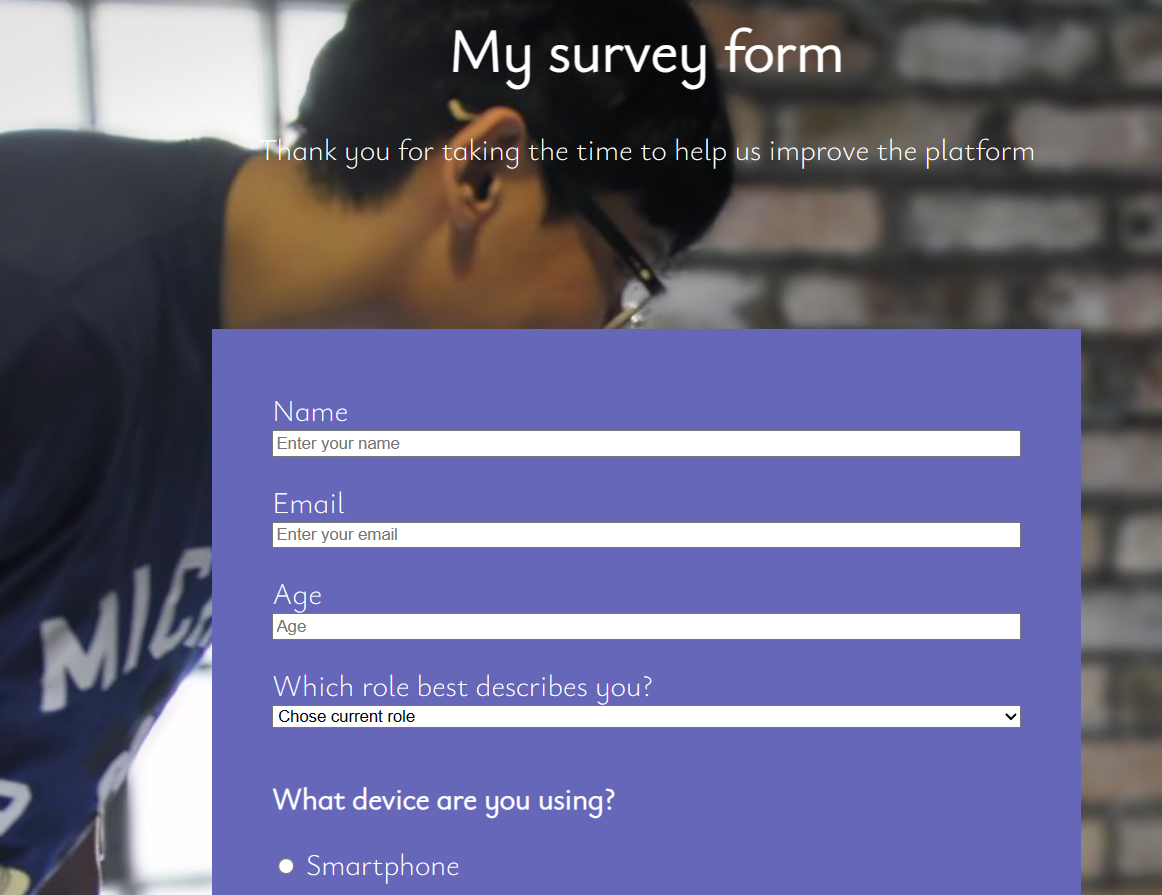 My survey form
Thank you for taking the time to help us improve the platform
Name
Enter your name
Email
Enter your email
Age
Age
Which role best describes you?
Chose current role
What device are you using?
Smartphone